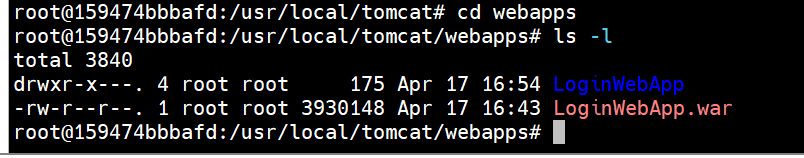 root@159474bbbafd:/usr/local/tomcat# cd webapps
root@159474bbbafd:/usr/local/tomcat/webapps# ls -l
total 3840
drwxr-x---. 4 root root     175 Apr 17 16:54 LoginWebApp
-rw-r--r--. 1 root root 3930148 Apr 17 16:43 LoginWebApp.war
root@159474bbbafd:/usr/local/tomcat/webapps#